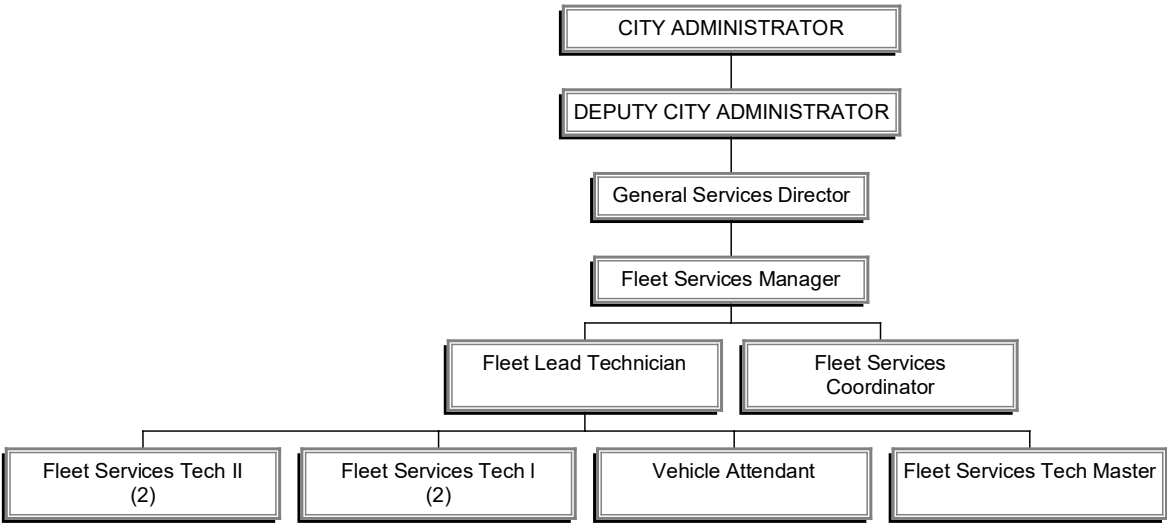 CITY ADMINISTRATOR
DEPUTY CITY ADMINISTRATOR
General Services Director
Fleet Services Manager
Fleet Lead Technician
Fleet Services
Coordinator
Fleet Services Tech II
(2)
Fleet Services Tech I
(2)
Vehicle Attendant
Fleet Services Tech Master